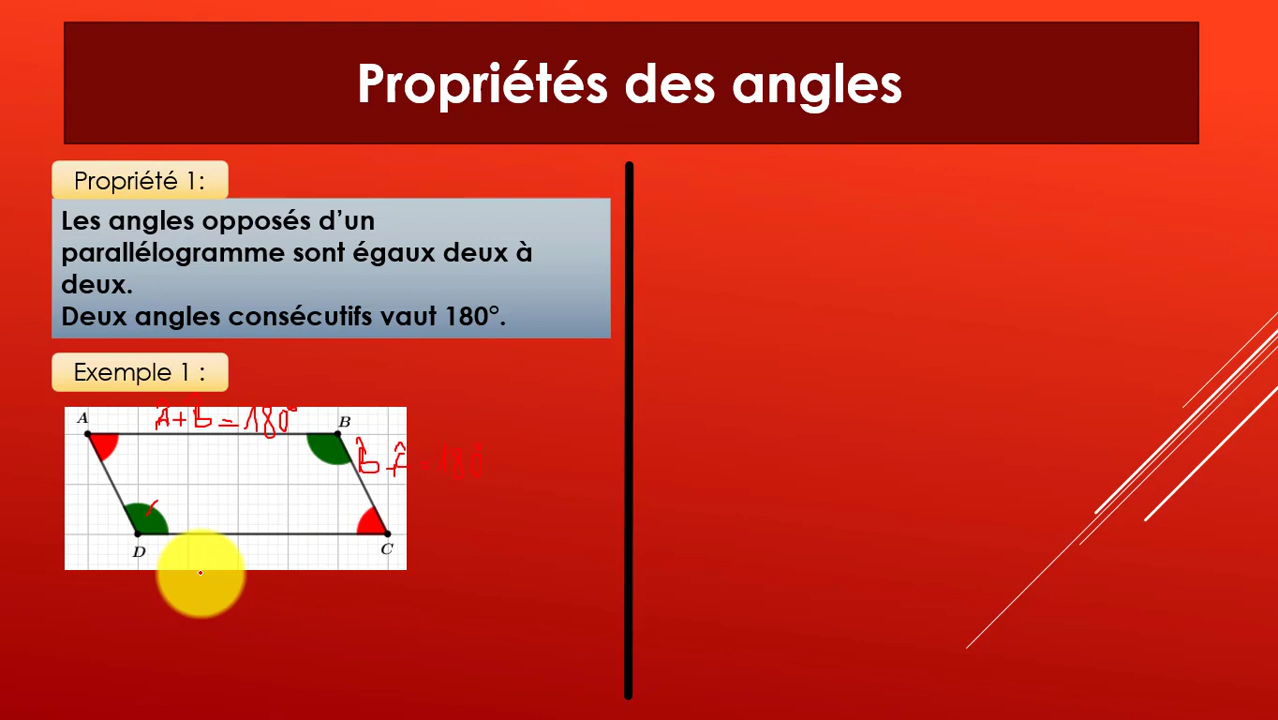 Propriétés des angles
Propriété 1:
Les angles opposés d’un
parallélogramme sont égaux deux à
deux.
Deux angles consécutifs vaut 180°.
Exemple 1 :
A
Â+B̂=180°
B
D
C